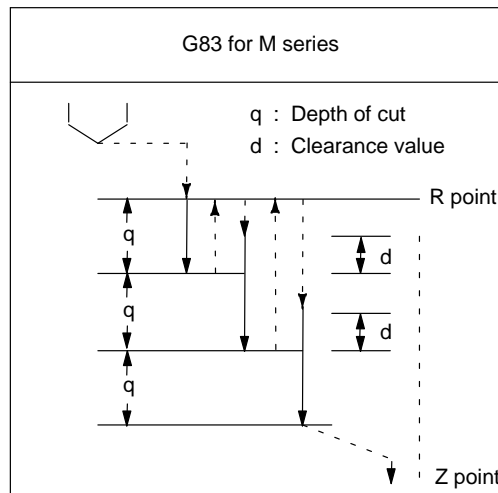 G83 for M series
q : Depth of cut
d : Clearance value
R point
q
d
q
d
q
Z point